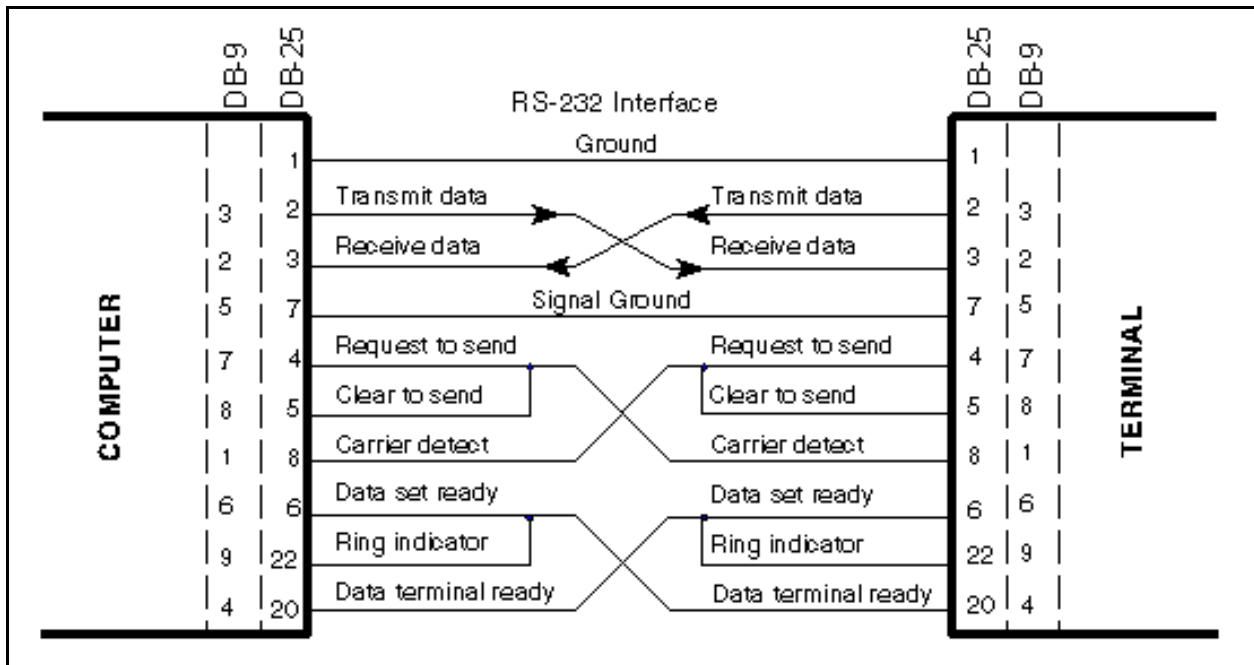 DB-9 DB-25 DB-25 DB-9
RS-232 Interface
Ground
1 1
Transmit data Transmit data
3 2 2 3
Receive data Receive data
2 3 3 2
Signal Ground
5 7 7 5
Request to send Request to send
7 4 4 7
Clear to send Clear to send
8 5 5 8
Carrier detect Carrier detect
1 8 8 1
Data set ready Data set ready
6 6 6 6
Ring indicator Ring indicator
9 22 22 9
Data terminal ready Data terminal ready
4 20 20 4
COMPUTER
TERMINAL